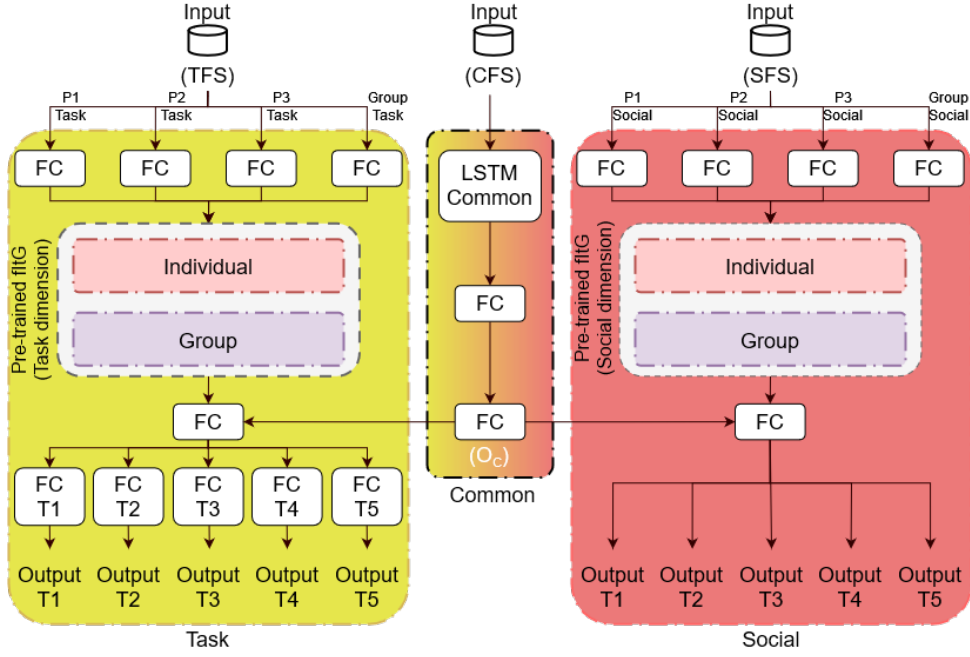 Input
Input
Input
(TFS)
(CFS)
(SFS)
P1
Task
P2
Task
P3
Task
Group
Task
P1
Social
P2
Social
P3
Social
Group
Social
FC
FC
FC
FC
LSTM
Common
FC
FC
FC
FC
Pre-trained fItG
(Task dimension)
Individual
Group
FC
Pre-trained fItG
(Social dimension)
Individual
Group
FC
FC
(OC)
FC
Common
FC
T1
FC
T2
FC
T3
FC
T4
FC
T5
Output
T1
Output
T2
Output
T3
Output
T4
Output
T5
Output
T1
Output
T2
Output
T3
Output
T4
Output
T5
Task
Social